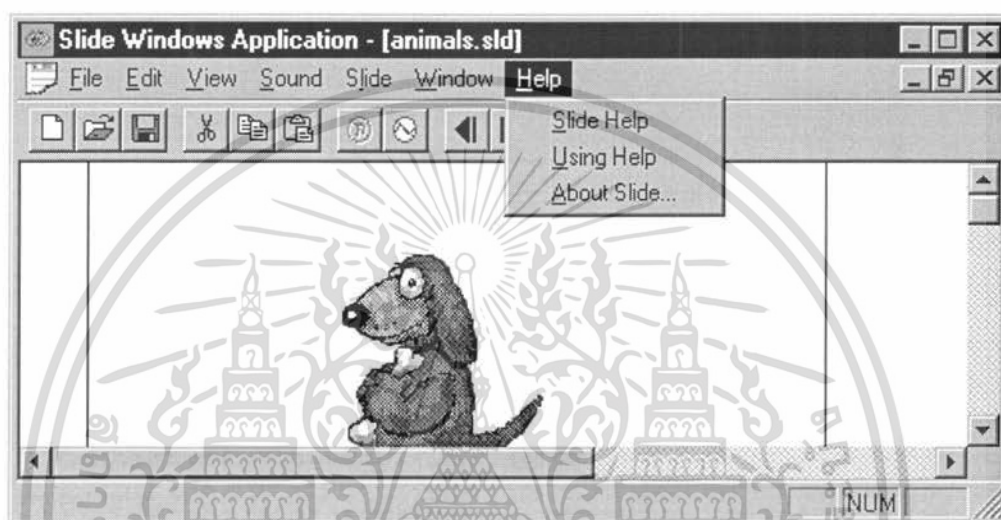 Slide Windows Application - [animals.sld]
File Edit View Sound Slide Window Help
Slide Help
Using Help
About Slide...
NUM